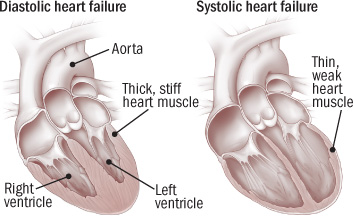 Diastolic heart failure
Aorta
Thick, stiff
heart muscle
Right
ventricle
Left
ventricle
Systolic heart failure
Thin,
weak
heart
muscle